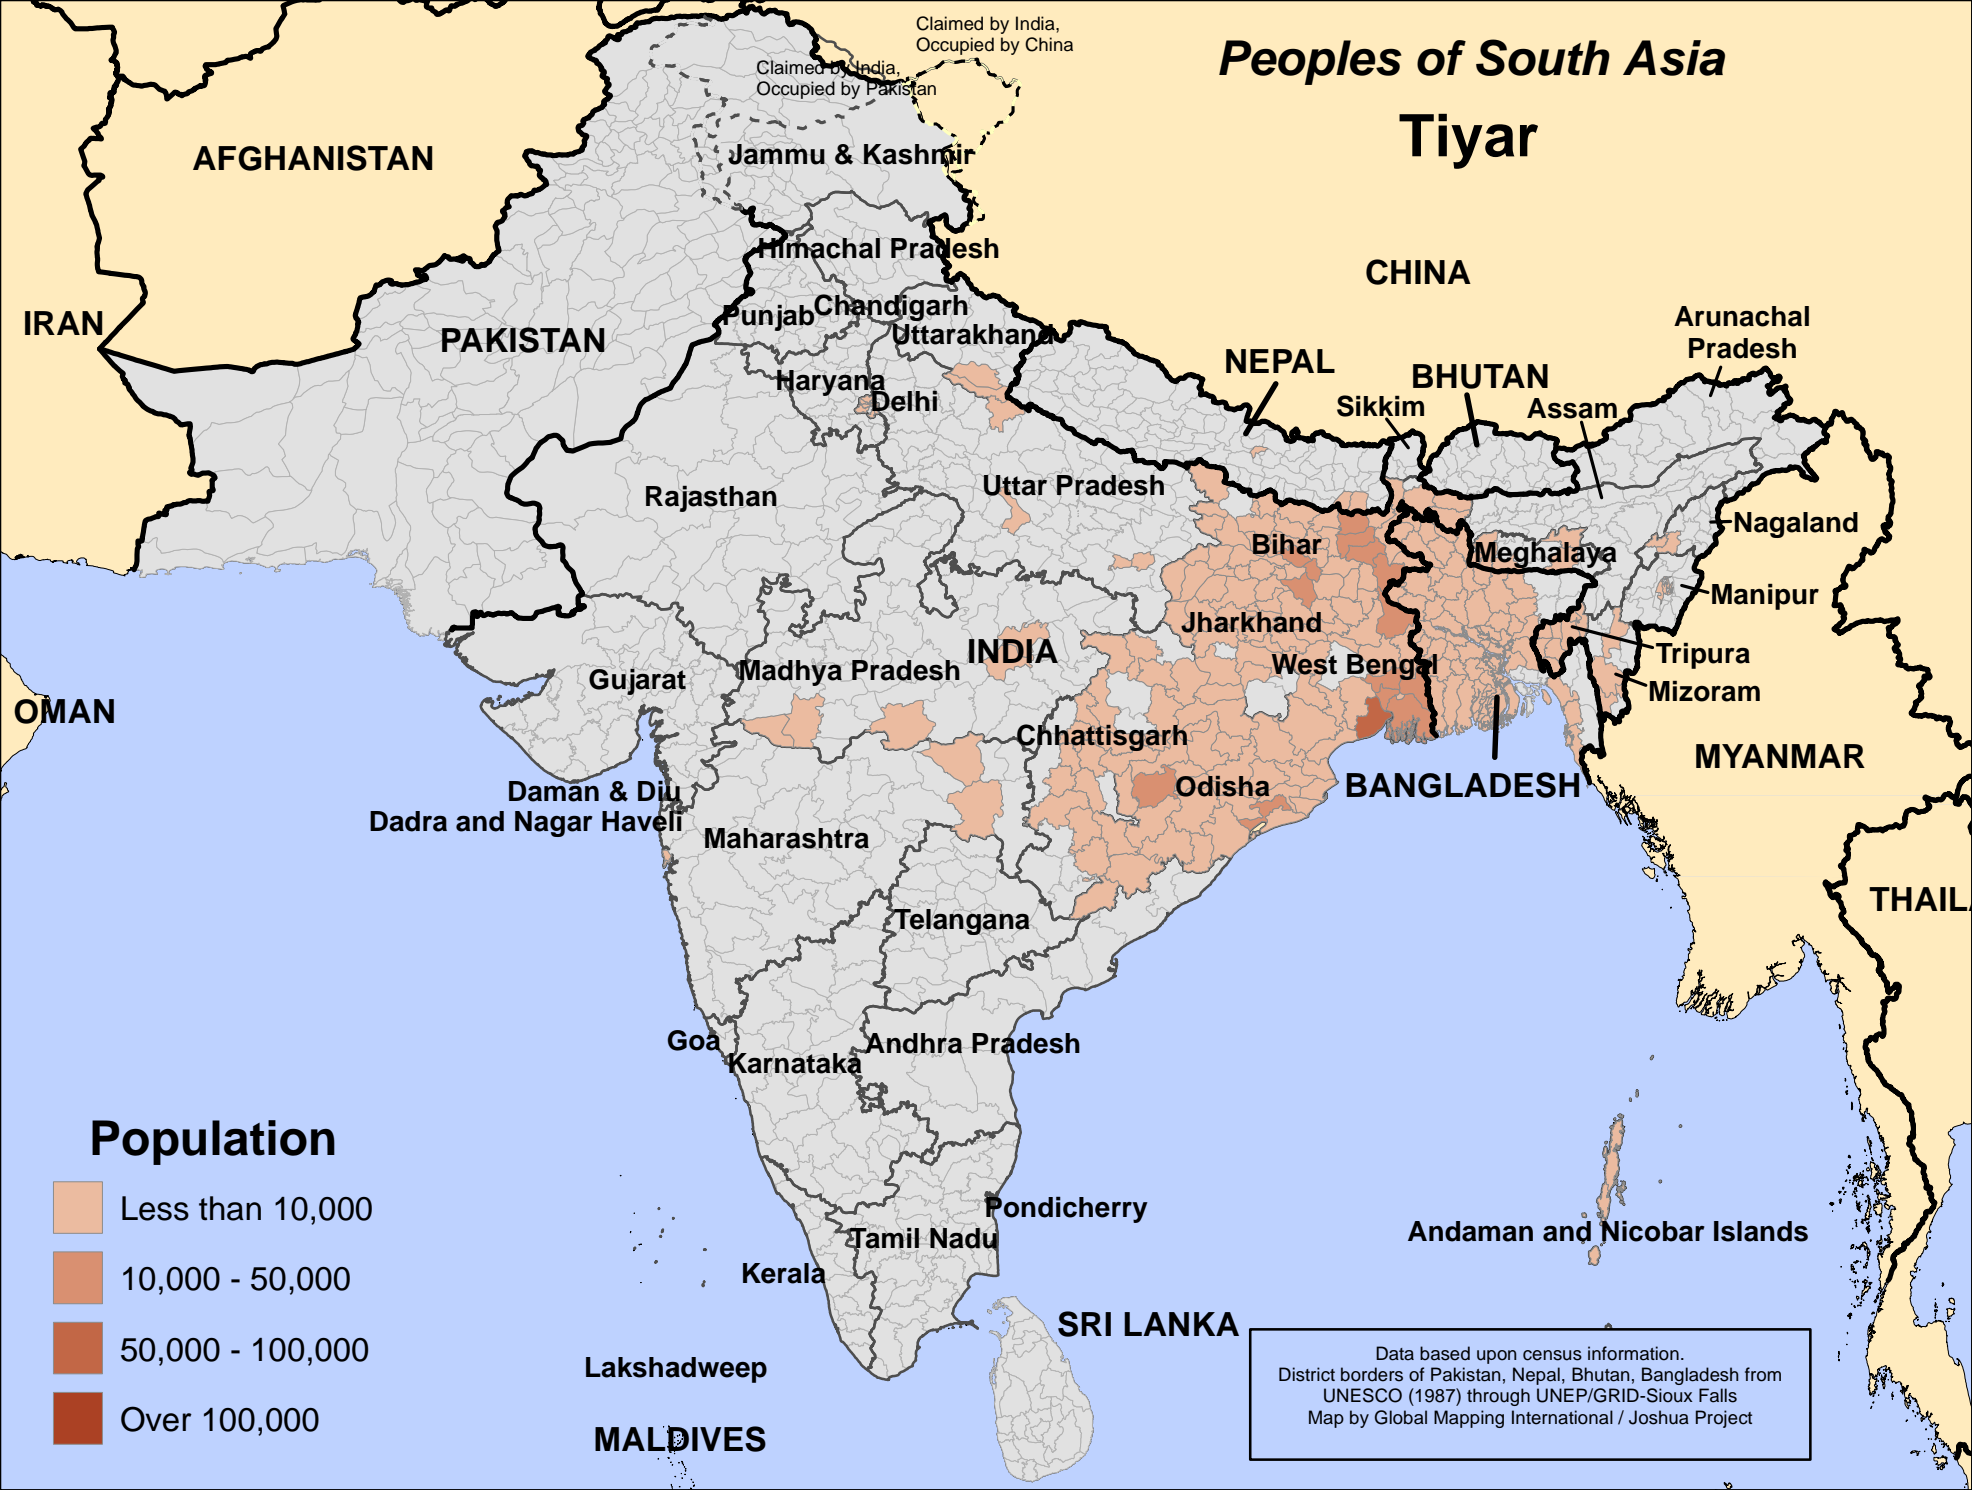 Claimed by India,
Occupied by China
Peoples of South Asia
Claimed by India,
Occupied by Pakistan
Tiyar
AFGHANISTAN
Jammu & Kashmir
Himachal Pradesh
CHINA
IRAN
PAKISTAN
Punjab
Chandigarh
Uttarakhand
Arunachal
Pradesh
NEPAL
BHUTAN
Haryana
Delhi
Sikkim
Assam
Rajasthan
Uttar Pradesh
Nagaland
Bihar
Meghalaya
Manipur
Jharkhand
INDIA
Tripura
Gujarat
Madhya Pradesh
West Bengal
Mizoram
OMAN
Chhattisgarh
MYANMAR
Daman & Diu
Dadra and Nagar Haveli
Odisha
BANGLADESH
Maharashtra
Telangana
THAILA
Goa
Karnataka
Andhra Pradesh
Population
Less than 10,000
10,000 - 50,000
50,000 - 100,000
Over 100,000
Pondicherry
Tamil Nadu
Kerala
Andaman and Nicobar Islands
SRI LANKA
Lakshadweep
MALDIVES
Data based upon census information.
District borders of Pakistan, Nepal, Bhutan, Bangladesh from
UNESCO (1987) through UNEP/GRID-Sioux Falls
Map by Global Mapping International / Joshua Project